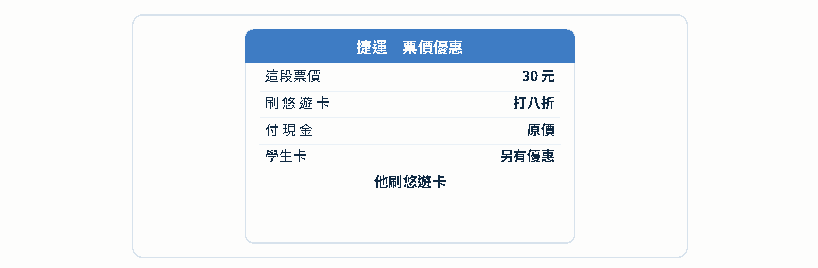 捷運　票價優惠
這段票價 30 元
刷悠遊卡 打八折
付現金 原價
學生卡 另有優惠
他刷悠遊卡